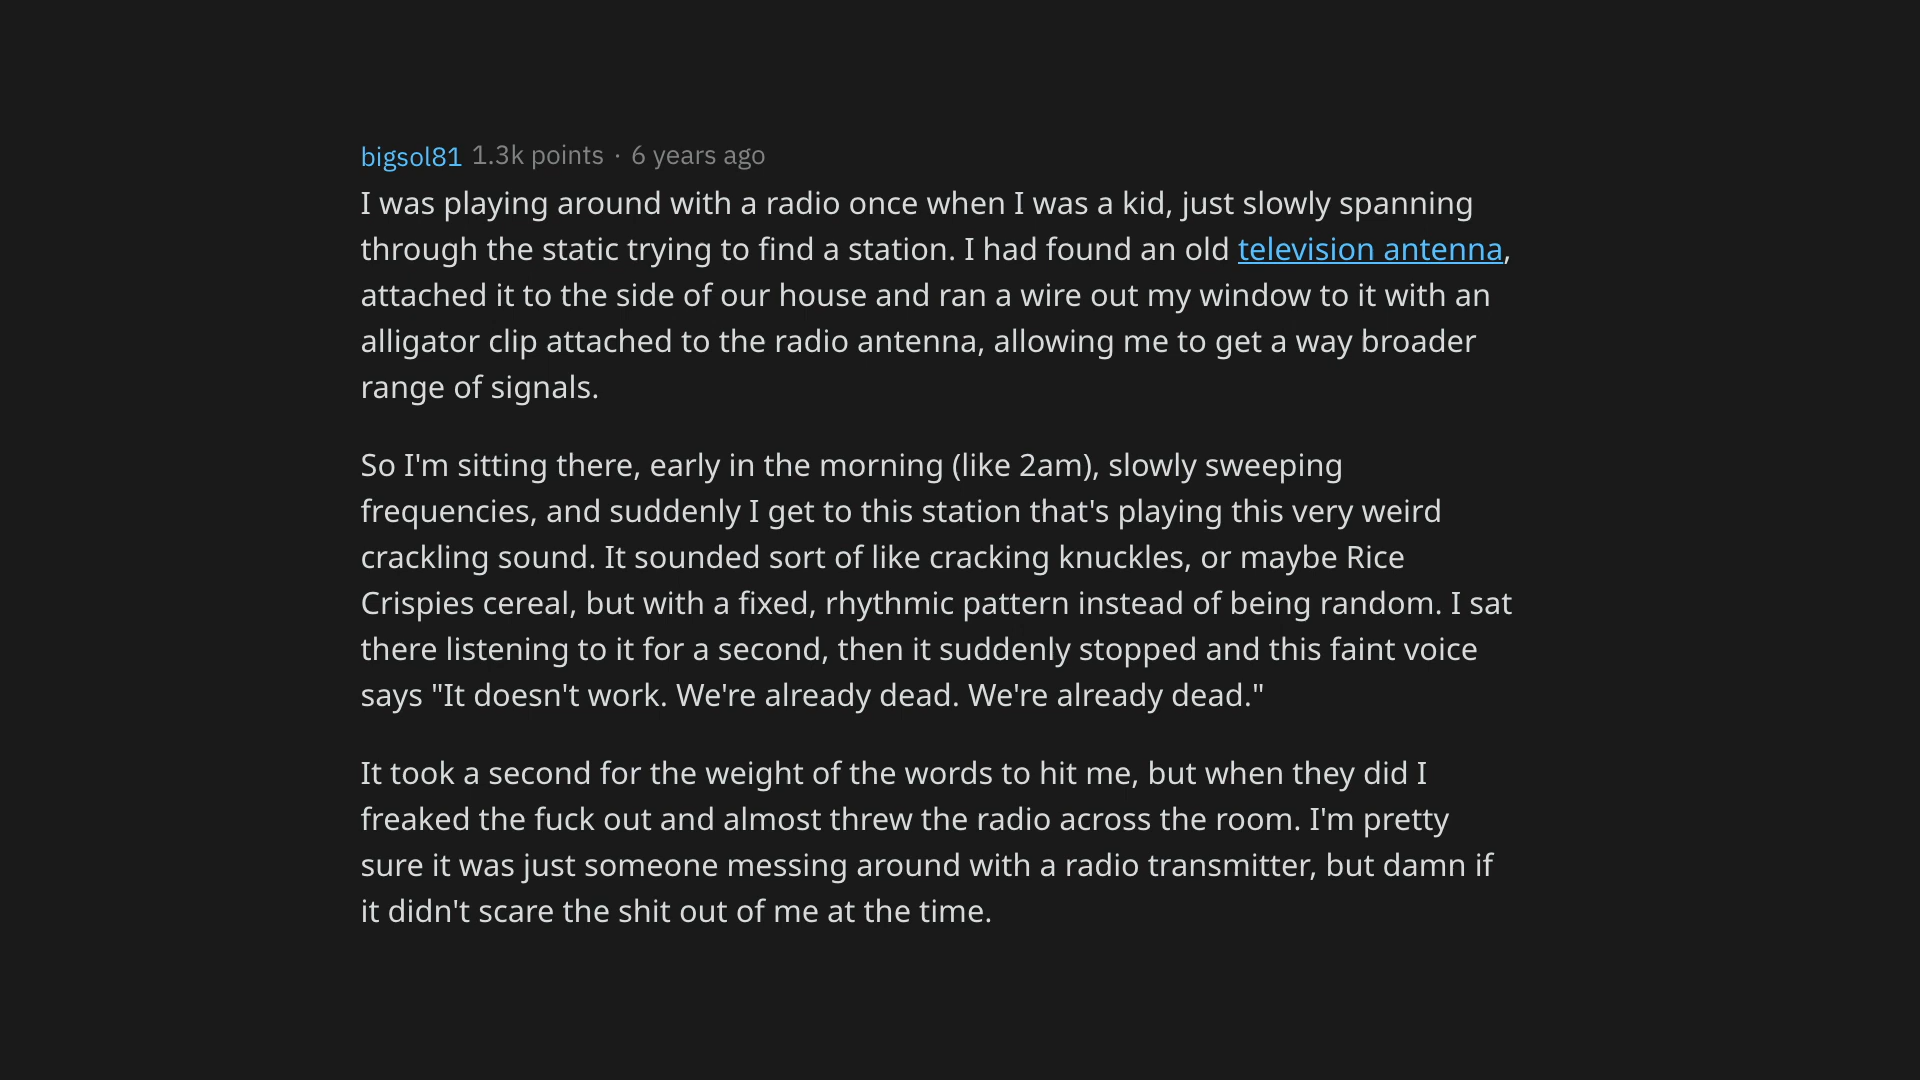 bigsol81 1.3k points · 6 years ago
I was playing around with a radio once when I was a kid, just slowly spanning
through the static trying to find a station. I had found an old television antenna,
attached it to the side of our house and ran a wire out my window to it with an
alligator clip attached to the radio antenna, allowing me to get a way broader
range of signals.
So I'm sitting there, early in the morning (like 2am), slowly sweeping
frequencies, and suddenly I get to this station that's playing this very weird
crackling sound. It sounded sort of like cracking knuckles, or maybe Rice
Crispies cereal, but with a fixed, rhythmic pattern instead of being random. I sat
there listening to it for a second, then it suddenly stopped and this faint voice
says "It doesn't work. We're already dead. We're already dead."
It took a second for the weight of the words to hit me, but when they did I
freaked the fuck out and almost threw the radio across the room. I'm pretty
sure it was just someone messing around with a radio transmitter, but damn if
it didn't scare the shit out of me at the time.